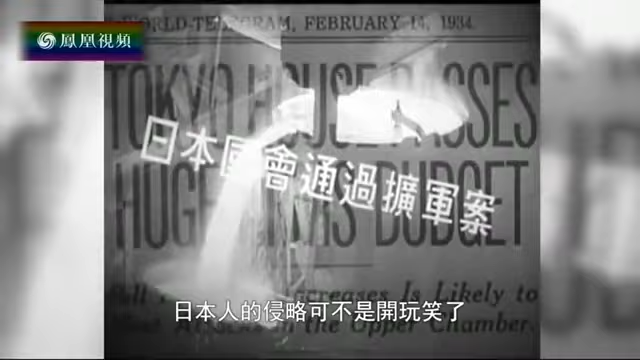 鳳凰視頻
WORLD-TELEGRAM, FEBRUARY 14, 1934.
TOKYO HOUSE PASSES
日本國會通過擴軍案
HUGE BUDGET
Is Likely to
日本人的侵略可不是開玩笑了
the Upper Chamber.